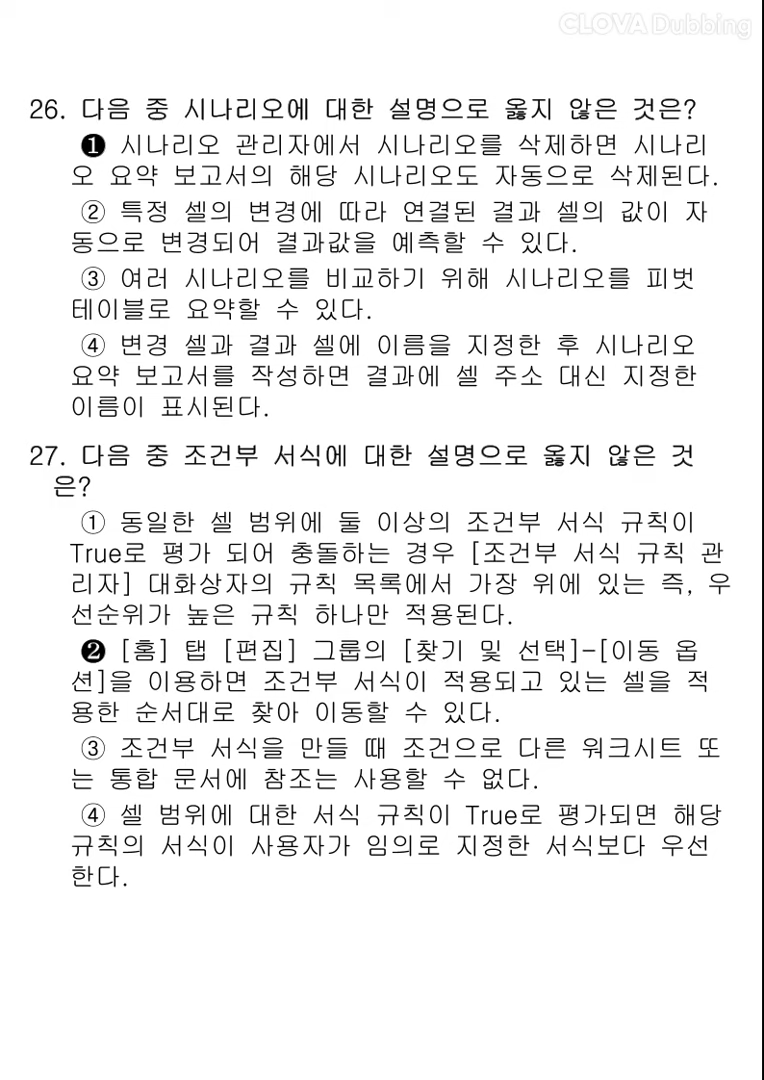 CLOVA Dubbing
26. 다음 중 시나리오에 대한 설명으로 옳지 않은 것은?
❶ 시나리오 관리자에서 시나리오를 삭제하면 시나리
오 요약 보고서의 해당 시나리오도 자동으로 삭제된다.
② 특정 셀의 변경에 따라 연결된 결과 셀의 값이 자
동으로 변경되어 결과값을 예측할 수 있다.
③ 여러 시나리오를 비교하기 위해 시나리오를 피벗
테이블로 요약할 수 있다.
④ 변경 셀과 결과 셀에 이름을 지정한 후 시나리오
요약 보고서를 작성하면 결과에 셀 주소 대신 지정한
이름이 표시된다.
27. 다음 중 조건부 서식에 대한 설명으로 옳지 않은 것
은?
① 동일한 셀 범위에 둘 이상의 조건부 서식 규칙이
True로 평가 되어 충돌하는 경우 [조건부 서식 규칙 관
리자] 대화상자의 규칙 목록에서 가장 위에 있는 즉, 우
선순위가 높은 규칙 하나만 적용된다.
❷ [홈] 탭 [편집] 그룹의 [찾기 및 선택]-[이동 옵
션]을 이용하면 조건부 서식이 적용되고 있는 셀을 적
용한 순서대로 찾아 이동할 수 있다.
③ 조건부 서식을 만들 때 조건으로 다른 워크시트 또
는 통합 문서에 참조는 사용할 수 없다.
④ 셀 범위에 대한 서식 규칙이 True로 평가되면 해당
규칙의 서식이 사용자가 임의로 지정한 서식보다 우선
한다.